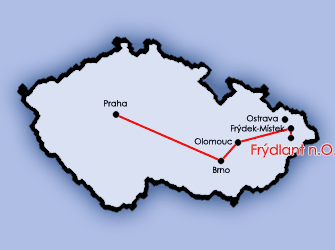 Praha
Ostrava
Frýdek-Místek
Olomouc
Frýdlant n.O
Brno